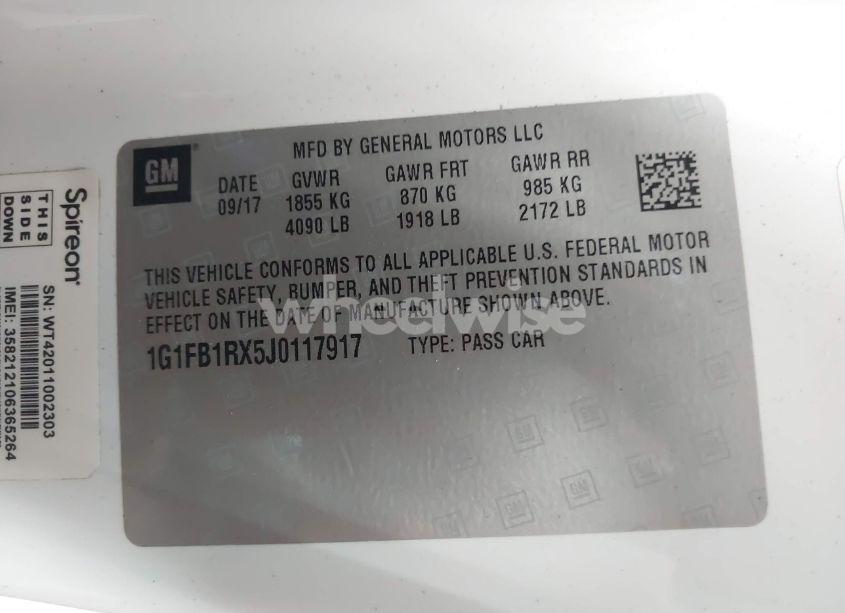 MFD BY GENERAL MOTORS LLC
GM
DATE GVWR GAWR FRT GAWR RR
09/17 1855 KG 870 KG 985 KG
4090 LB 1918 LB 2172 LB
THIS VEHICLE CONFORMS TO ALL APPLICABLE U.S. FEDERAL MOTOR
VEHICLE SAFETY, BUMPER, AND THEFT PREVENTION STANDARDS IN
EFFECT ON THE DATE OF MANUFACTURE SHOWN ABOVE.
1G1FB1RX5J0117917 TYPE: PASS CAR
wheelwise
Spireon
THIS
SIDE
DOWN
SN: WT42011002303
IMEI: 358212106365264